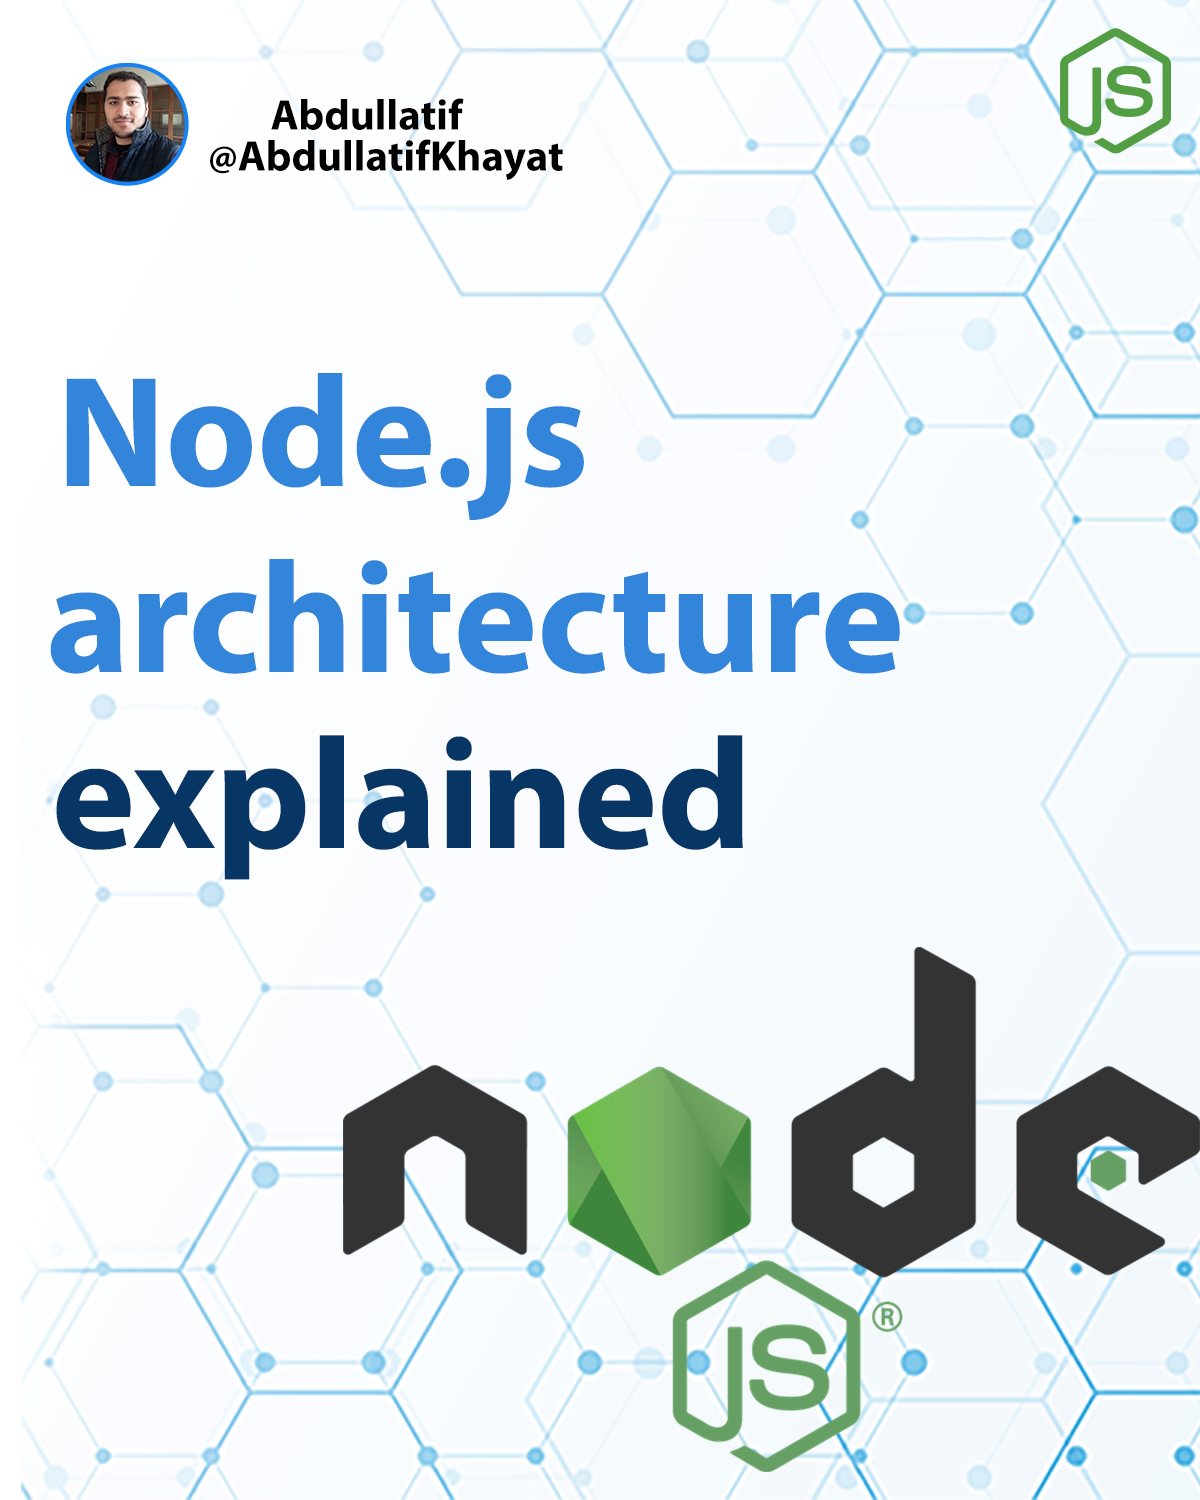 Abdullatif
@AbdullatifKhayat
JS
Node.js
architecture
explained
node
JS ®